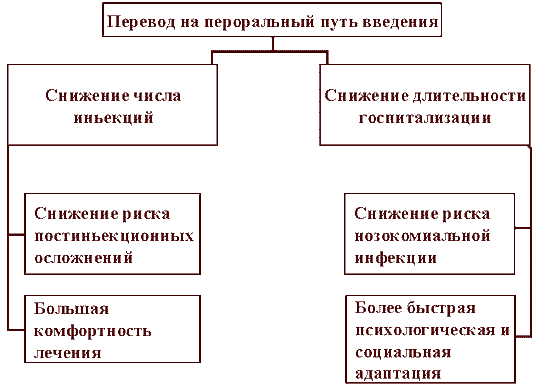 Перевод на пероральный путь введения
Снижение числа
иньекций
Снижение длительности
госпитализации
Снижение риска
постиньекционных
осложнений
Снижение риска
нозокомиальной
инфекции
Большая
комфортность
лечения
Более быстрая
психологическая и
социальная
адаптация